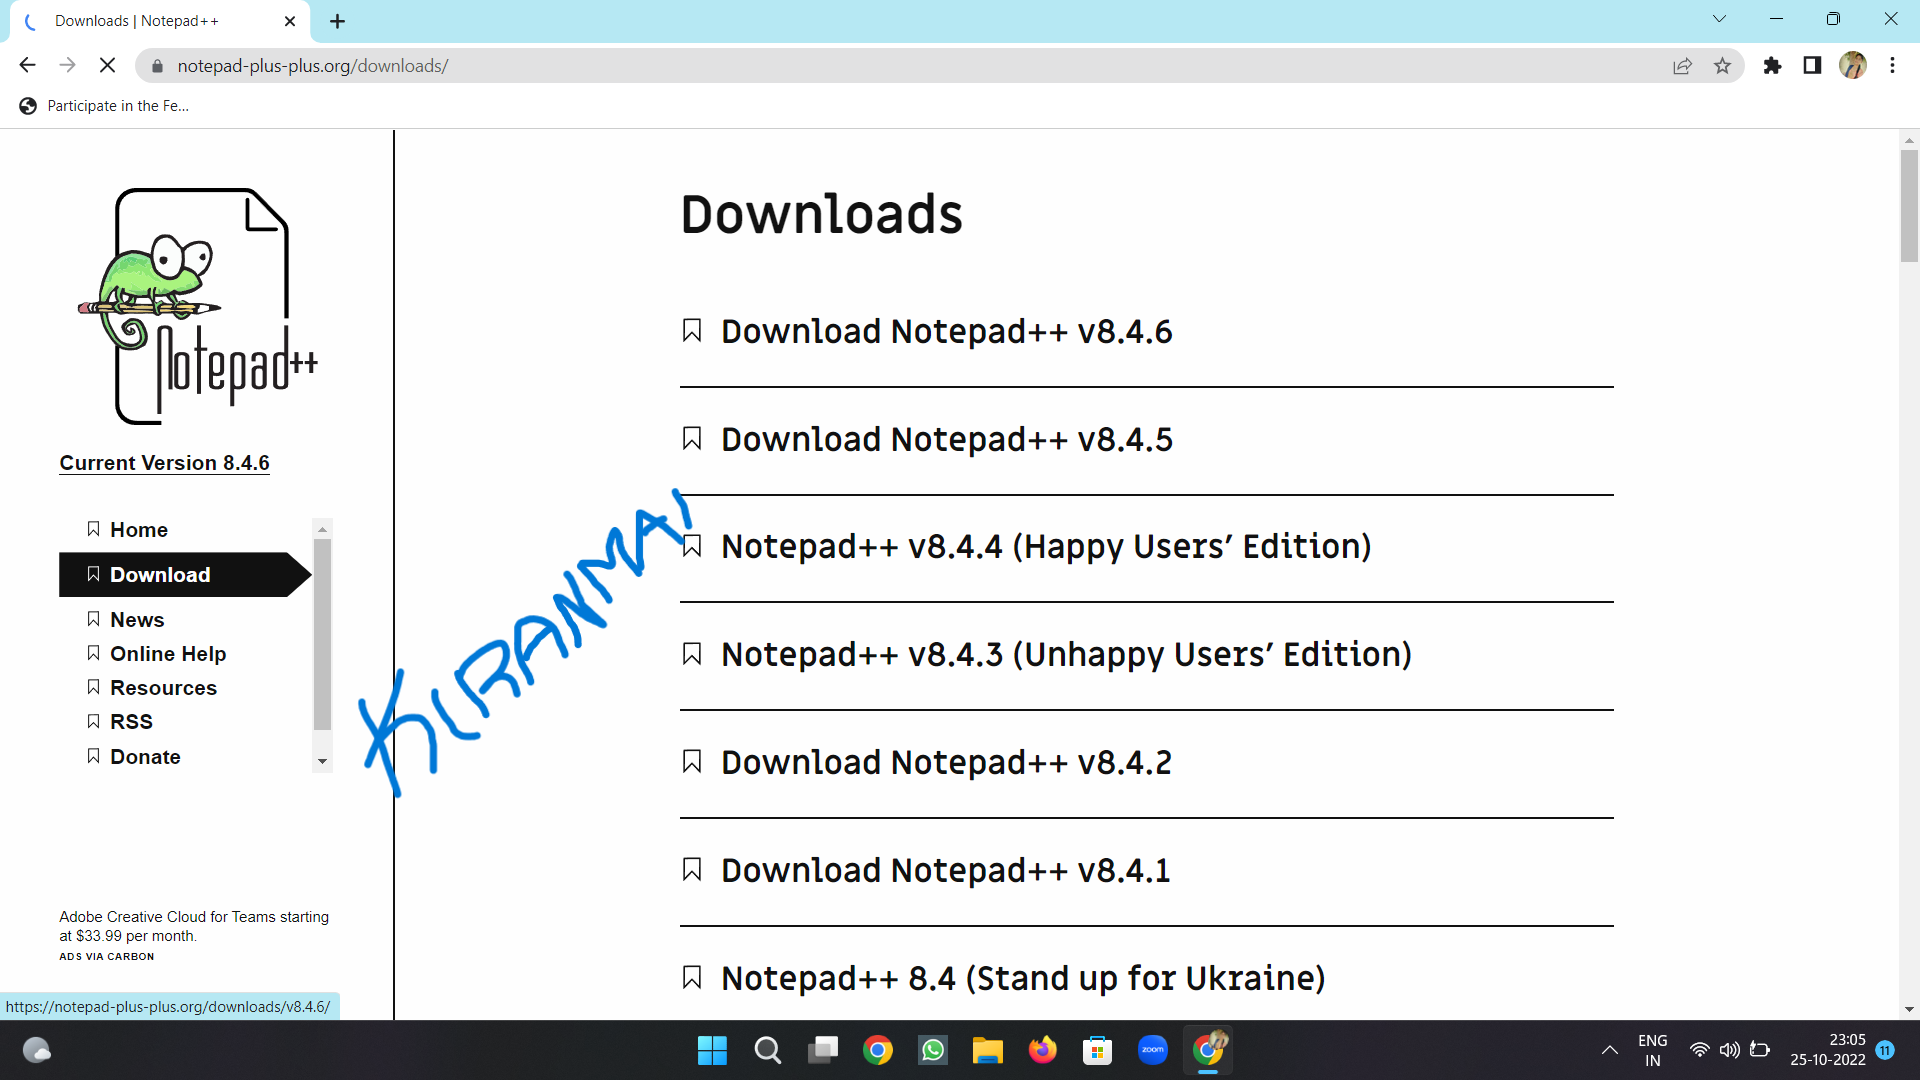 Downloads | Notepad++
notepad-plus-plus.org/downloads/
Participate in the Fe...
Notepad++
Current Version 8.4.6
Home
Download
News
Online Help
Resources
RSS
Donate
Adobe Creative Cloud for Teams starting
at $33.99 per month.
ADS VIA CARBON
https://notepad-plus-plus.org/downloads/v8.4.6/
KIRANMAI
Downloads
Download Notepad++ v8.4.6
Download Notepad++ v8.4.5
Notepad++ v8.4.4 (Happy Users’ Edition)
Notepad++ v8.4.3 (Unhappy Users’ Edition)
Download Notepad++ v8.4.2
Download Notepad++ v8.4.1
Notepad++ 8.4 (Stand up for Ukraine)
zoom
ENG
IN
23:05
25-10-2022
11